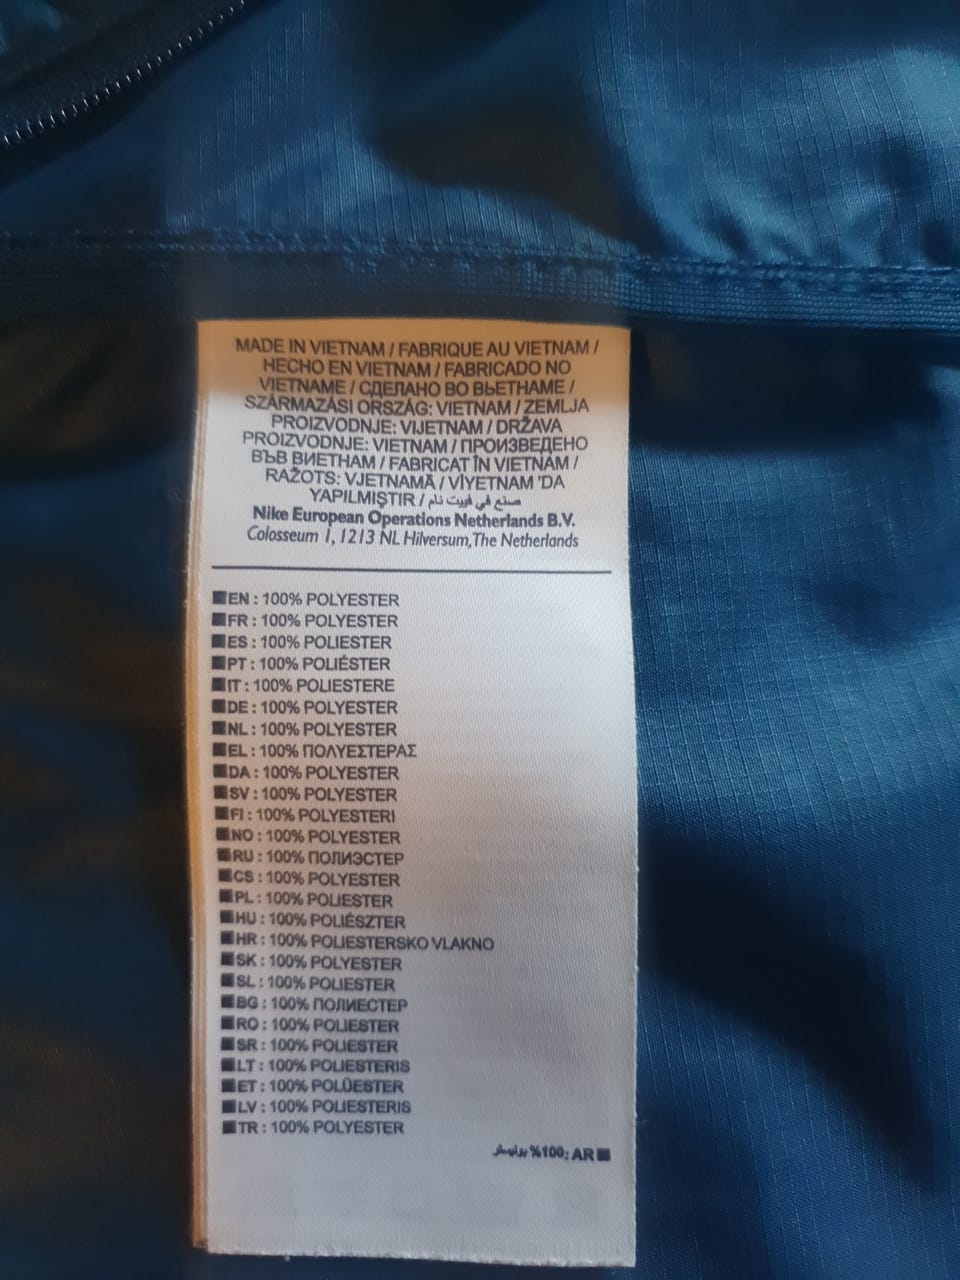 MADE IN VIETNAM / FABRIQUE AU VIETNAM /
HECHO EN VIETNAM / FABRICADO NO
VIETNAME / СДЕЛАНО ВО ВЬЕТНАМЕ /
SZÁRMAZÁSI ORSZÁG: VIETNAM / ZEMLJA
PROIZVODNJE: VIJETNAM / DRŽAVA
PROIZVODNJE: VIETNAM / ПРОИЗВЕДЕНО
ВЪВ ВИЕТНАМ / FABRICAT ÎN VIETNAM /
RAŽOTS: VJETNAMĀ / VİYETNAM 'DA
YAPILMIŞTIR / صنع في فييت نام
Nike European Operations Netherlands B.V.
Colosseum 1, 1213 NL Hilversum,The Netherlands
EN : 100% POLYESTER
FR : 100% POLYESTER
ES : 100% POLIESTER
PT : 100% POLIÉSTER
IT : 100% POLIESTERE
DE : 100% POLYESTER
NL : 100% POLYESTER
EL : 100% ΠΟΛΥΕΣΤΕΡΑΣ
DA : 100% POLYESTER
SV : 100% POLYESTER
FI : 100% POLYESTERI
NO : 100% POLYESTER
RU : 100% ПОЛИЭСТЕР
CS : 100% POLYESTER
PL : 100% POLIESTER
HU : 100% POLIÉSZTER
HR : 100% POLIESTERSKO VLAKNO
SK : 100% POLYESTER
SL : 100% POLIESTER
BG : 100% ПОЛИЕСТЕР
RO : 100% POLIESTER
SR : 100% POLIESTER
LT : 100% POLIESTERIS
ET : 100% POLÜESTER
LV : 100% POLIESTERIS
TR : 100% POLYESTER
AR :100% بوليستر